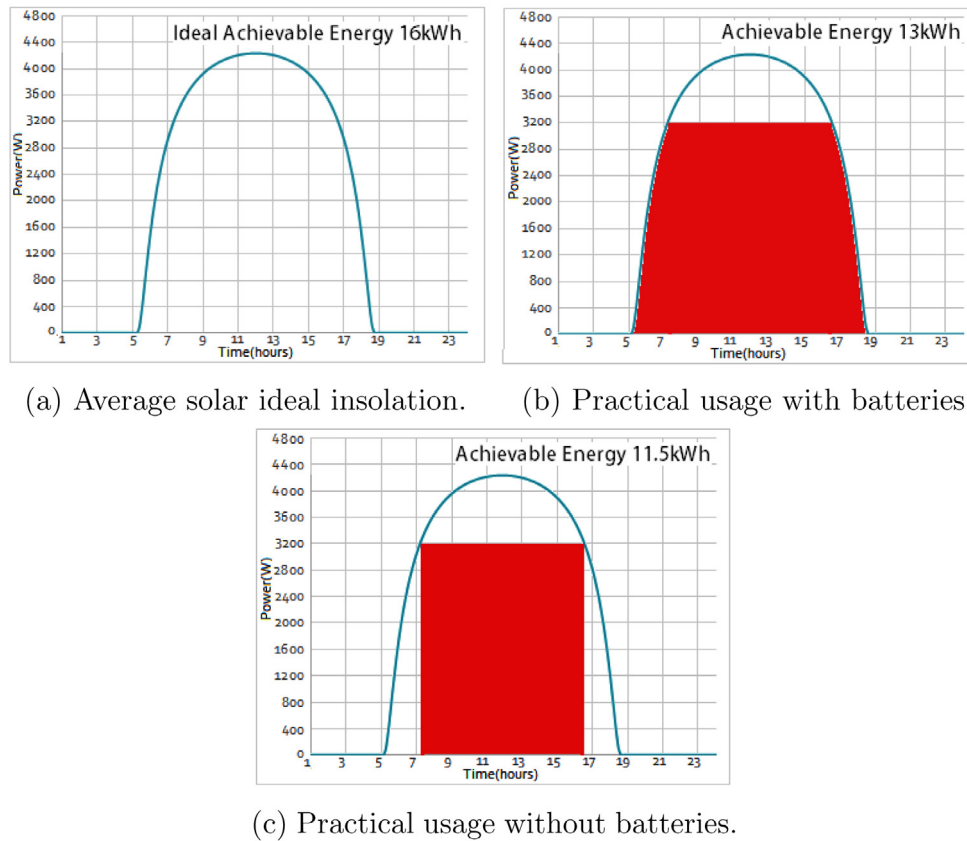 Ideal Achievable Energy 16kWh
4800
4400
4000
3600
3200
2800
2400
2000
1600
1200
800
400
0
Power(W)
1 3 5 7 9 11 13 15 17 19 21 23
Time(hours)
(a) Average solar ideal insolation.
Achievable Energy 13kWh
4800
4400
4000
3600
3200
2800
2400
2000
1600
1200
800
400
0
Power(W)
1 3 5 7 9 11 13 15 17 19 21 23
Time(hours)
(b) Practical usage with batteries
Achievable Energy 11.5kWh
4800
4400
4000
3600
3200
2800
2400
2000
1600
1200
800
400
0
Power(W)
1 3 5 7 9 11 13 15 17 19 21 23
Time(hours)
(c) Practical usage without batteries.